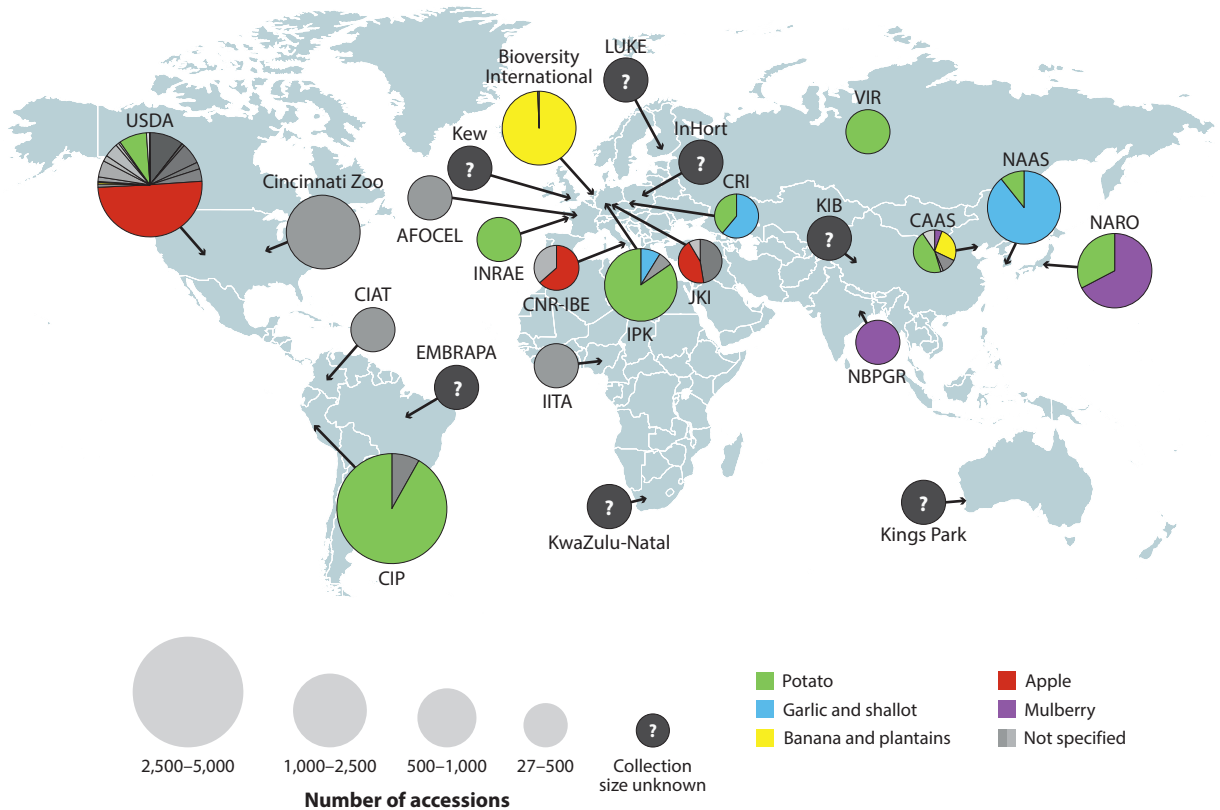 LUKE
?
Bioversity
International
VIR
USDA
Kew
?
InHort
?
NAAS
Cincinnati Zoo
CRI
KIB
?
CAAS
NARO
AFOCEL
INRAE
CNR-IBE
JKI
IPK
CIAT
NBPGR
EMBRAPA
?
IITA
?
KwaZulu-Natal
?
Kings Park
CIP
?
Potato
Apple
Garlic and shallot
Mulberry
Banana and plantains
Not specified
2,500–5,000
1,000–2,500
500–1,000
27–500
Collection
size unknown
Number of accessions